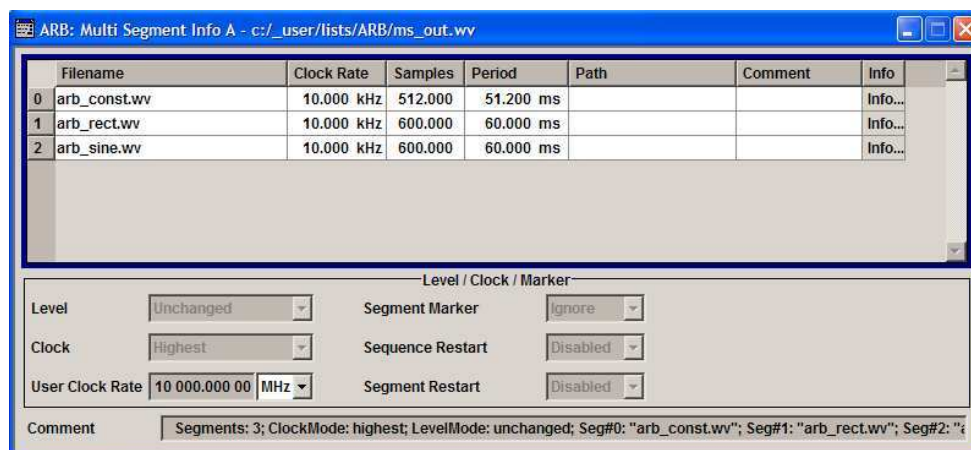 ARB: Multi Segment Info A - c:/_user/lists/ARB/ms_out.wv
Filename Clock Rate Samples Period Path Comment Info
0 arb_const.wv 10.000 kHz 512.000 51.200 ms Info...
1 arb_rect.wv 10.000 kHz 600.000 60.000 ms Info...
2 arb_sine.wv 10.000 kHz 600.000 60.000 ms Info...
Level / Clock / Marker
Level Unchanged Segment Marker Ignore
Clock Highest Sequence Restart Disabled
User Clock Rate 10 000.000 00 MHz Segment Restart Disabled
Comment Segments: 3; ClockMode: highest; LevelMode: unchanged; Seg#0: "arb_const.wv"; Seg#1: "arb_rect.wv"; Seg#2: "a